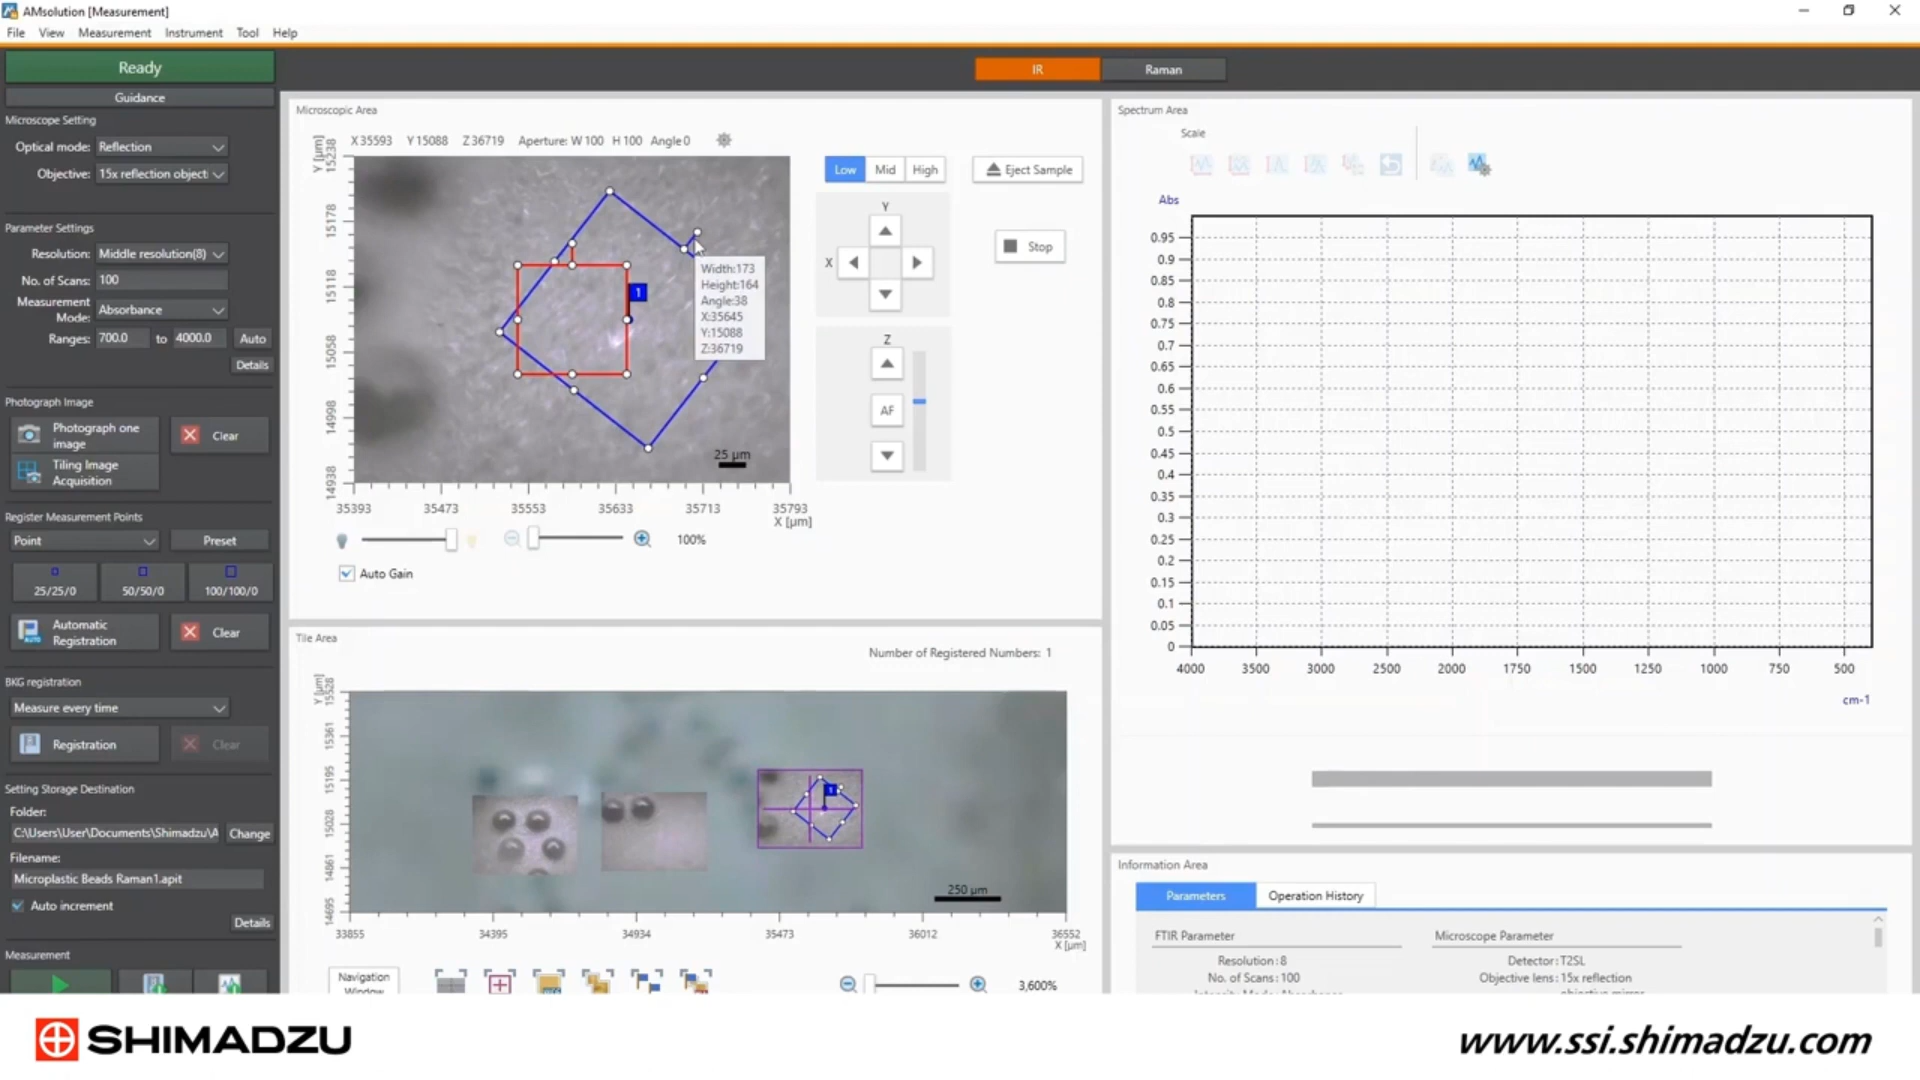 AMsolution [Measurement]
File View Measurement Instrument Tool Help
Ready
Guidance
Microscope Setting
Optical mode: Reflection
Objective: 15x reflection objecti
Parameter Settings
Resolution: Middle resolution(8)
No. of Scans: 100
Measurement Mode: Absorbance
Ranges: 700.0 to 4000.0 Auto
Details
Photograph Image
Photograph one image
Clear
Tiling Image Acquisition
Register Measurement Points
Point
Preset
25/25/0 50/50/0 100/100/0
Automatic Registration
Clear
BKG registration
Measure every time
Registration
Clear
Setting Storage Destination
Folder:
C:\Users\User\Documents\Shimadzu\A Change
Filename:
Microplastic Beads Raman1.apit
Auto increment
Details
Measurement
IR Raman
Microscopic Area
X 35593 Y 15088 Z 36719 Aperture: W 100 H 100 Angle 0
Y [μm]
15238
15178
15118
15058
14998
14938
1
Width:173
Height:164
Angle:38
X:35645
Y:15088
Z:36719
25 μm
35393 35473 35553 35633 35713 35793
X [μm]
100%
Auto Gain
Low Mid High
Eject Sample
Y
X
Stop
Z
AF
Tile Area
Number of Registered Numbers: 1
Y [μm]
15528
15361
15195
15028
14861
14695
1
250 μm
33855 34395 34934 35473 36012 36552
X [μm]
Navigation Window
3,600%
Spectrum Area
Scale
Abs
0.95
0.9
0.85
0.8
0.75
0.7
0.65
0.6
0.55
0.5
0.45
0.4
0.35
0.3
0.25
0.2
0.15
0.1
0.05
0
4000 3500 3000 2500 2000 1750 1500 1250 1000 750 500
cm-1
Information Area
Parameters Operation History
FTIR Parameter
Resolution: 8
No. of Scans: 100
Microscope Parameter
Detector: T2SL
Objective lens: 15x reflection
SHIMADZU
www.ssi.shimadzu.com